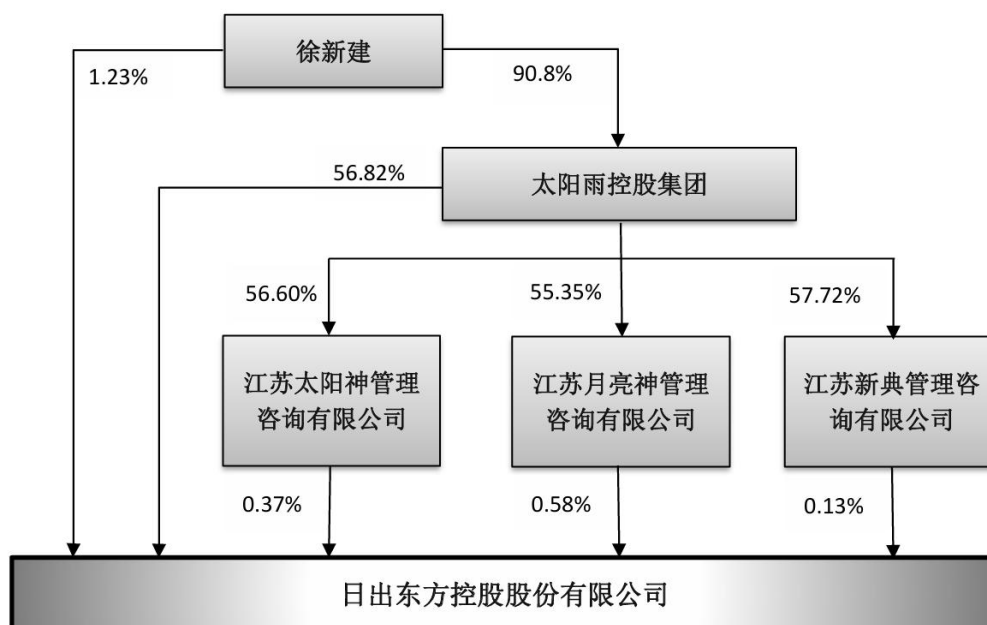 徐新建
1.23%
90.8%
56.82%
太阳雨控股集团
56.60%
55.35%
57.72%
江苏太阳神管理
咨询有限公司
江苏月亮神管理
咨询有限公司
江苏新典管理咨
询有限公司
0.37%
0.58%
0.13%
日出东方控股股份有限公司